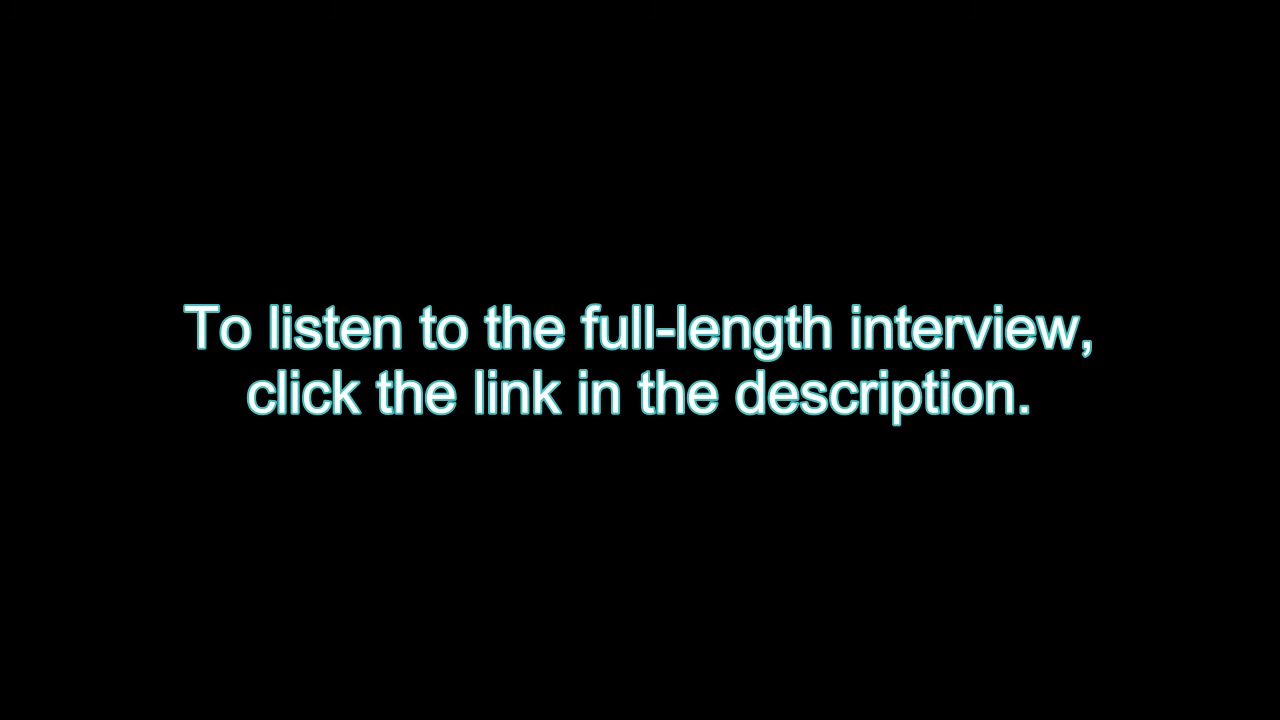 To listen to the full-length interview,
click the link in the description.